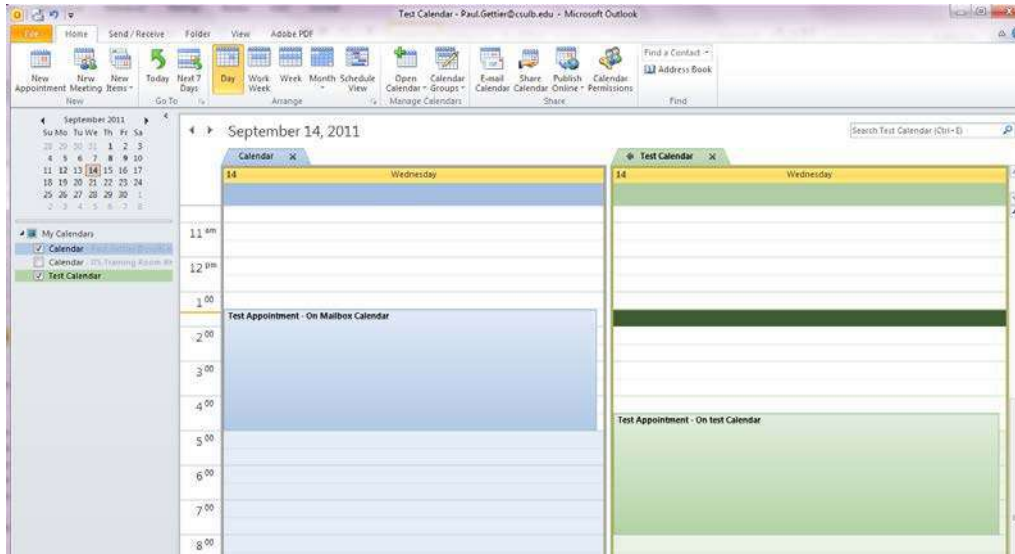 Test Calendar - Paul.Gettier@csulb.edu - Microsoft Outlook
File Home Send / Receive Folder View Adobe PDF
New Appointment
New Meeting
New Items
Today
Next 7 Days
Day
Work Week
Week
Month
Schedule View
Open Calendar
Calendar Groups
E-mail Calendar
Share Calendar
Publish Online
Calendar Permissions
Find a Contact
Address Book
New
Go To
Arrange
Manage Calendars
Share
Find
September 2011
Su Mo Tu We Th Fr Sa
28 29 30 31 1 2 3
4 5 6 7 8 9 10
11 12 13 14 15 16 17
18 19 20 21 22 23 24
25 26 27 28 29 30 1
2 3 4 5 6 7 8
My Calendars
Calendar
Calendar
Test Calendar
September 14, 2011
Search Test Calendar (Ctrl+E)
Calendar
Test Calendar
14 Wednesday
14 Wednesday
11 am
12 pm
1 00
Test Appointment - On Mailbox Calendar
2 00
3 00
4 00
Test Appointment - On test Calendar
5 00
6 00
7 00
8 00